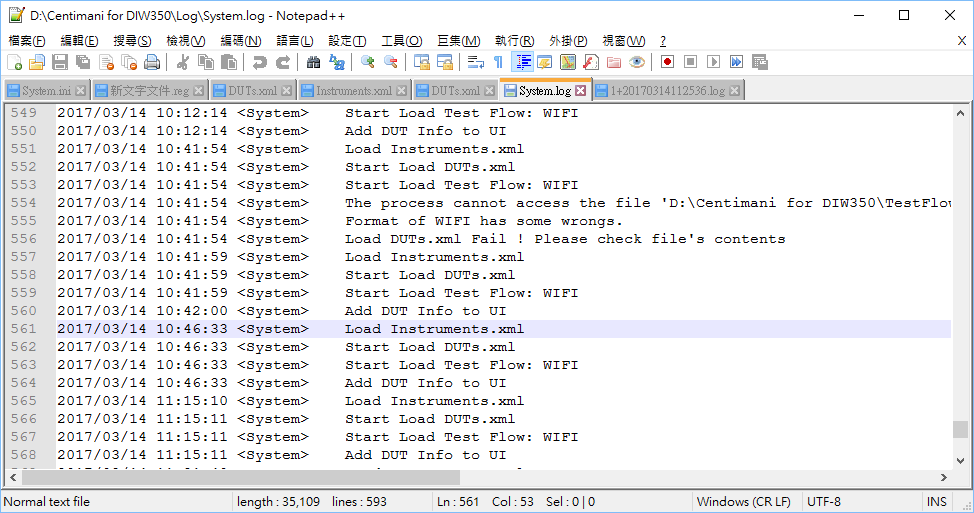 D:\Centimani for DIW350\Log\System.log - Notepad++
檔案(F) 編輯(E) 搜尋(S) 檢視(V) 編碼(N) 語言(L) 設定(T) 工具(O) 巨集(M) 執行(R) 外掛(P) 視窗(W) ? X
System.ini 新文字文件.reg DUTs.xml Instruments.xml DUTs.xml System.log 1+20170314112536.log
549 2017/03/14 10:12:14 <System> Start Load Test Flow: WIFI
550 2017/03/14 10:12:14 <System> Add DUT Info to UI
551 2017/03/14 10:41:54 <System> Load Instruments.xml
552 2017/03/14 10:41:54 <System> Start Load DUTs.xml
553 2017/03/14 10:41:54 <System> Start Load Test Flow: WIFI
554 2017/03/14 10:41:54 <System> The process cannot access the file 'D:\Centimani for DIW350\TestFlow
555 2017/03/14 10:41:54 <System> Format of WIFI has some wrongs.
556 2017/03/14 10:41:54 <System> Load DUTs.xml Fail ! Please check file's contents
557 2017/03/14 10:41:59 <System> Load Instruments.xml
558 2017/03/14 10:41:59 <System> Start Load DUTs.xml
559 2017/03/14 10:41:59 <System> Start Load Test Flow: WIFI
560 2017/03/14 10:42:00 <System> Add DUT Info to UI
561 2017/03/14 10:46:33 <System> Load Instruments.xml
562 2017/03/14 10:46:33 <System> Start Load DUTs.xml
563 2017/03/14 10:46:33 <System> Start Load Test Flow: WIFI
564 2017/03/14 10:46:33 <System> Add DUT Info to UI
565 2017/03/14 11:15:10 <System> Load Instruments.xml
566 2017/03/14 11:15:11 <System> Start Load DUTs.xml
567 2017/03/14 11:15:11 <System> Start Load Test Flow: WIFI
568 2017/03/14 11:15:11 <System> Add DUT Info to UI
Normal text file length : 35,109 lines : 593 Ln : 561 Col : 53 Sel : 0 | 0 Windows (CR LF) UTF-8 INS